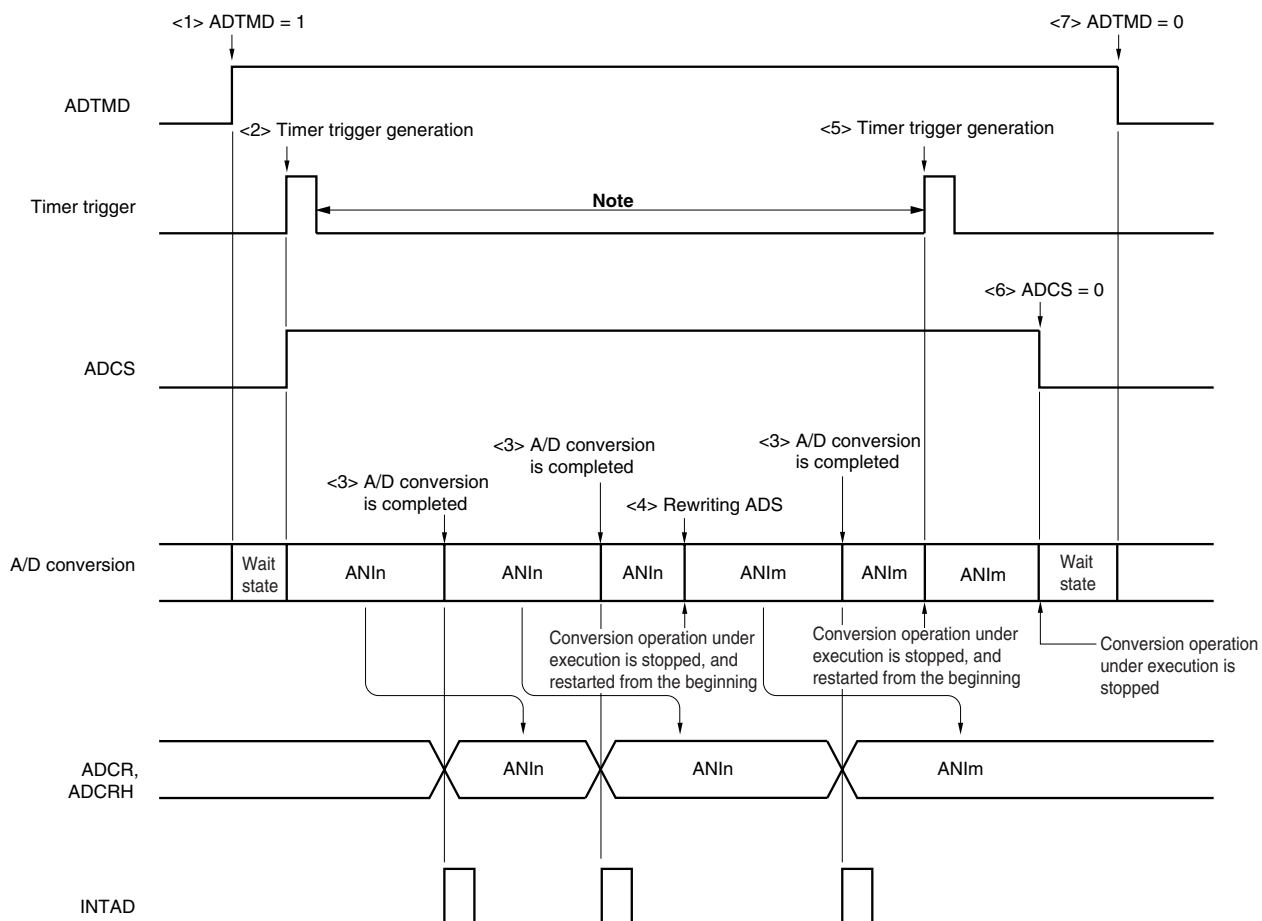 <1> ADTMD = 1
<7> ADTMD = 0
ADTMD
<2> Timer trigger generation
<5> Timer trigger generation
Timer trigger
Note
<6> ADCS = 0
ADCS
<3> A/D conversion
is completed
<3> A/D conversion
is completed
<3> A/D conversion
is completed
<4> Rewriting ADS
A/D conversion
Wait
state
ANIn
ANIn
ANIn
ANIm
ANIm
ANIm
Wait
state
Conversion operation under
execution is stopped, and
restarted from the beginning
Conversion operation under
execution is stopped, and
restarted from the beginning
Conversion operation
under execution is
stopped
ADCR,
ADCRH
ANIn
ANIn
ANIm
INTAD